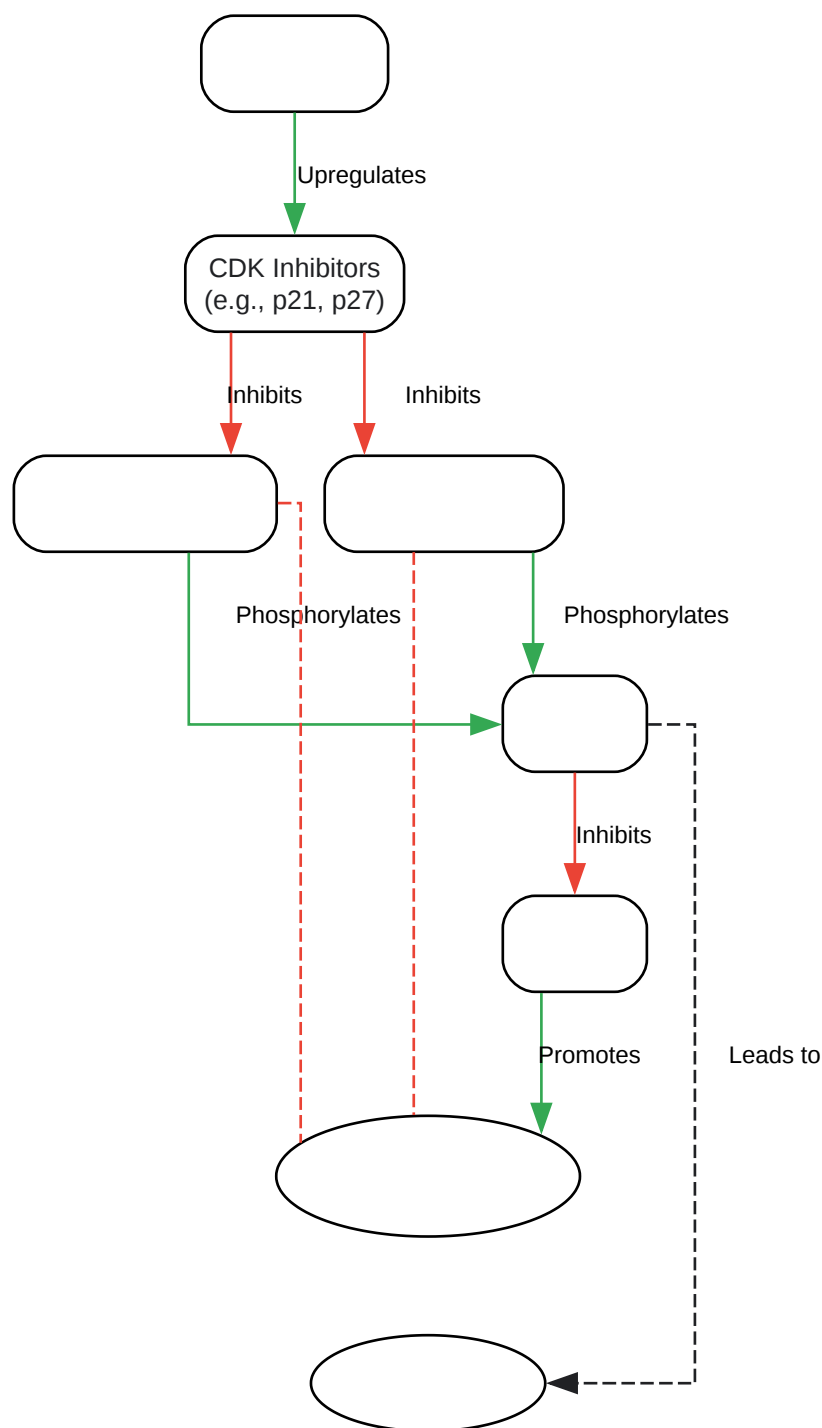 Upregulates
CDK Inhibitors
(e.g., p21, p27)
Inhibits
Inhibits
Phosphorylates
Phosphorylates
Inhibits
Promotes
Leads to